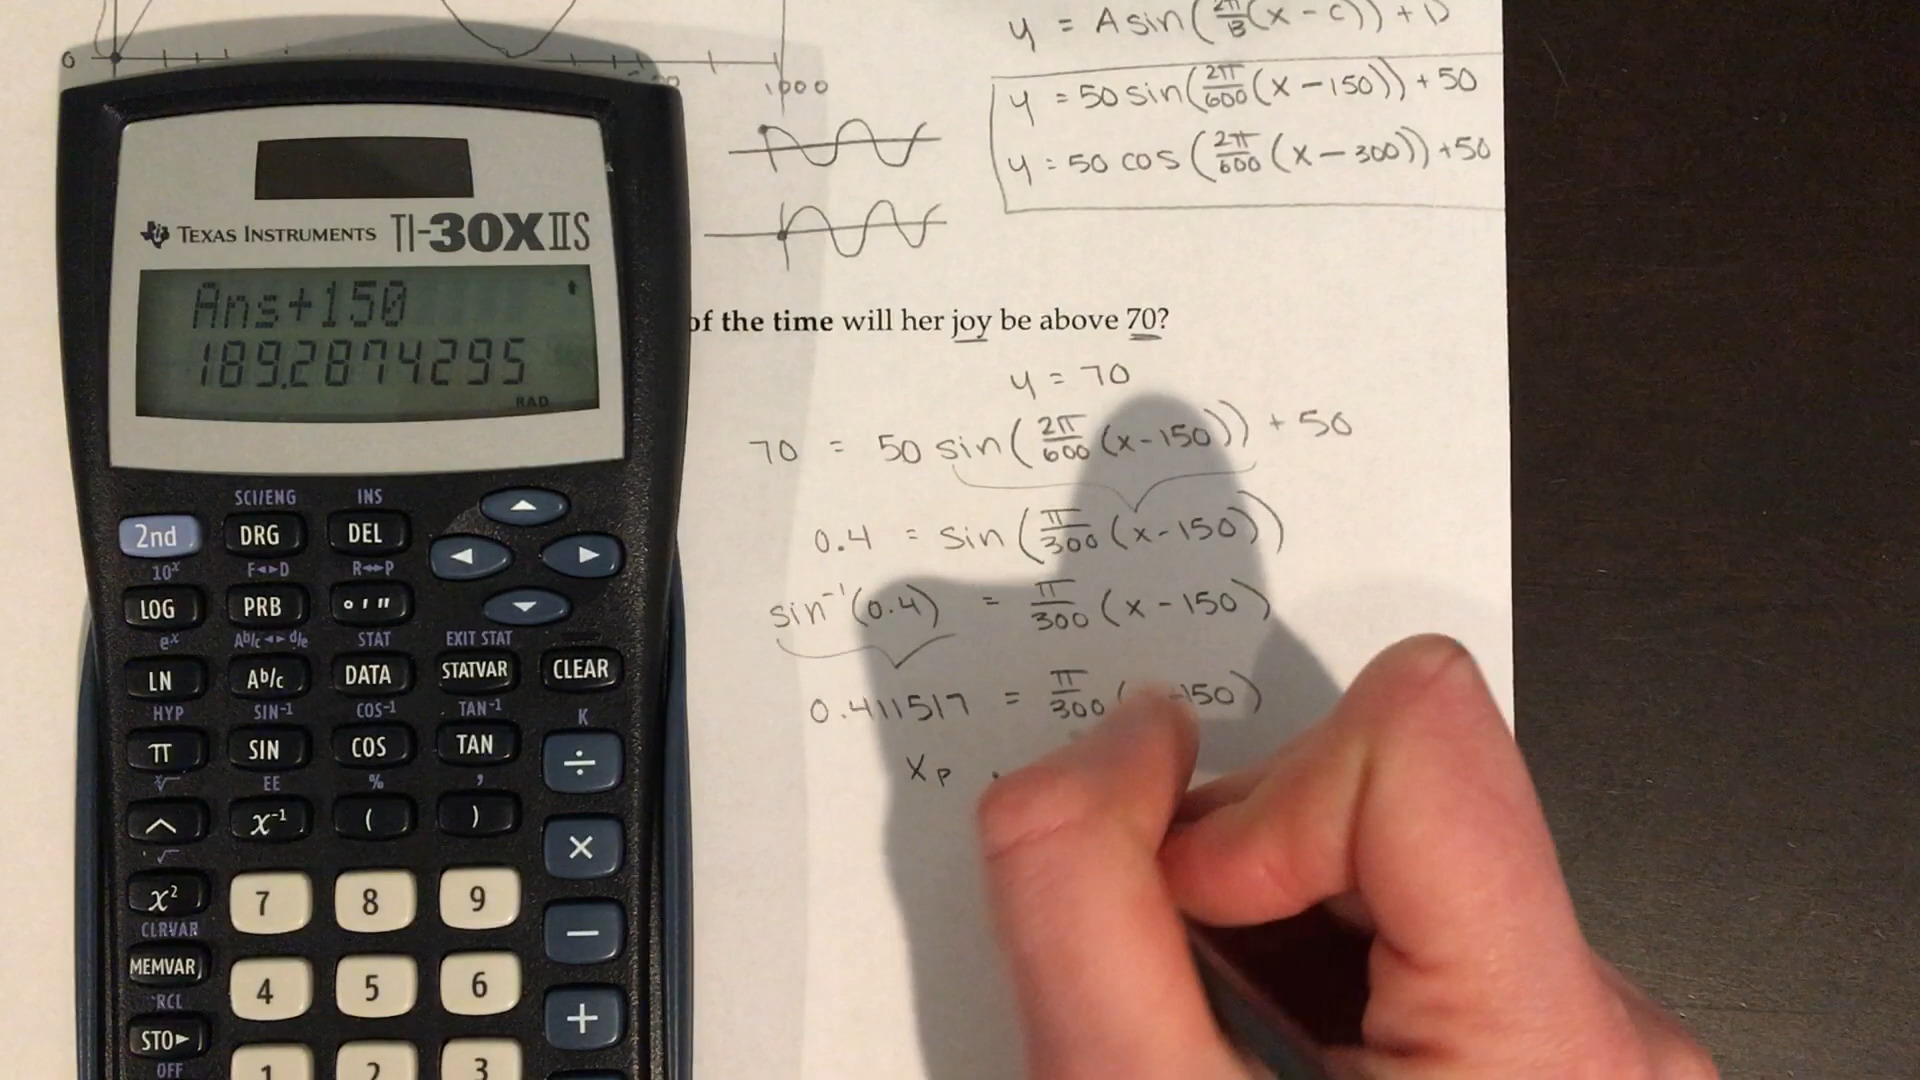 0
1000
y = A sin(2π/B(x - c)) + D
y = 50 sin(2π/600(x - 150)) + 50
y = 50 cos(2π/600(x - 300)) + 50
of the time will her joy be above 70?
y = 70
70 = 50 sin(2π/600(x-150)) + 50
0.4 = sin(π/300(x-150))
sin⁻¹(0.4) = π/300(x - 150)
0.411517 = π/300( -150)
xₚ
TEXAS INSTRUMENTS TI-30X IIS
Ans+150
189.2874295
RAD
SCI/ENG INS
2nd DRG DEL
10ˣ F◄►D R◄►P
LOG PRB ° ' "
eˣ Ab/c◄►d/e STAT EXIT STAT
LN Ab/c DATA STATVAR CLEAR
HYP SIN⁻¹ COS⁻¹ TAN⁻¹ K
π SIN COS TAN ÷
ˣ√ EE % ,
^ x⁻¹ ( ) ×
√
x² 7 8 9 −
CLRVAR
MEMVAR 4 5 6 +
RCL
STO► 1 2 3
OFF